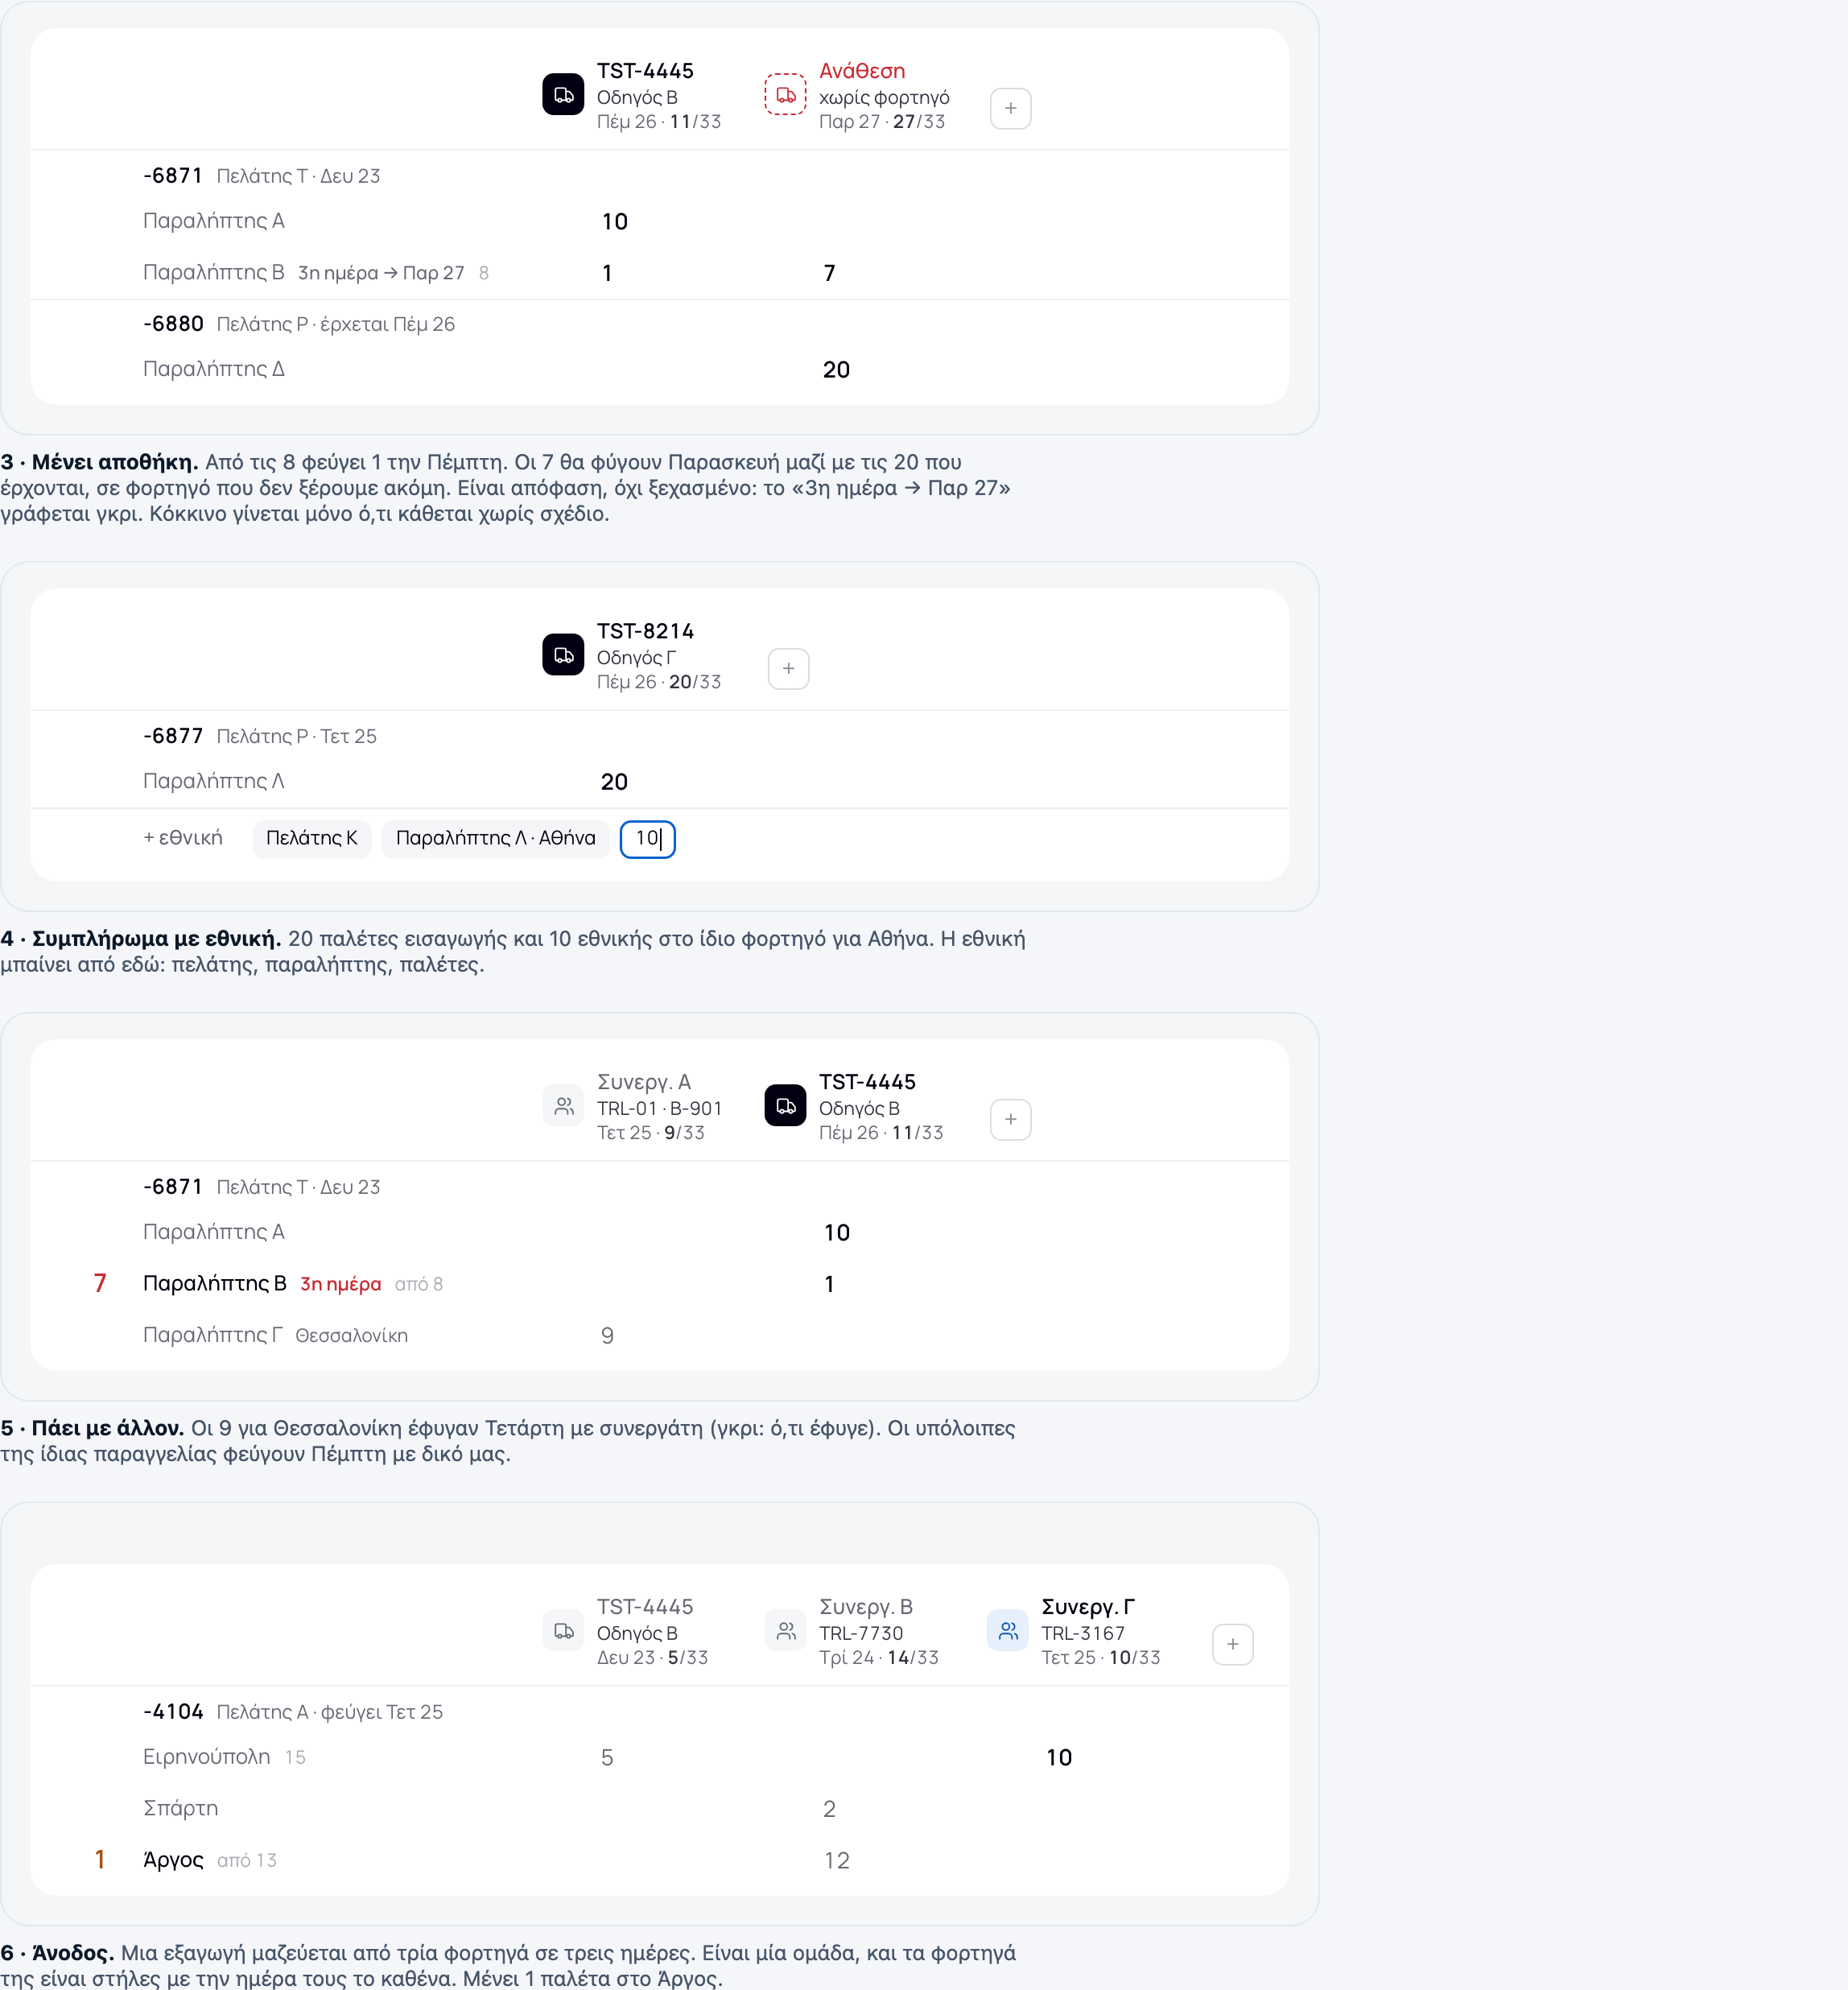 TST-4445 Ανάθεση
Οδηγός Β χωρίς φορτηγό
Πέμ 26 · 11/33 Παρ 27 · 27/33 +
-6871 Πελάτης Τ · Δευ 23
Παραλήπτης Α 10
Παραλήπτης Β 3η ημέρα → Παρ 27 8 1 7
-6880 Πελάτης Ρ · έρχεται Πέμ 26
Παραλήπτης Δ 20
3 · Μένει αποθήκη. Από τις 8 φεύγει 1 την Πέμπτη. Οι 7 θα φύγουν Παρασκευή μαζί με τις 20 που
έρχονται, σε φορτηγό που δεν ξέρουμε ακόμη. Είναι απόφαση, όχι ξεχασμένο: το «3η ημέρα → Παρ 27»
γράφεται γκρι. Κόκκινο γίνεται μόνο ό,τι κάθεται χωρίς σχέδιο.
TST-8214
Οδηγός Γ
Πέμ 26 · 20/33 +
-6877 Πελάτης Ρ · Τετ 25
Παραλήπτης Λ 20
+ εθνική Πελάτης Κ Παραλήπτης Λ · Αθήνα 10
4 · Συμπλήρωμα με εθνική. 20 παλέτες εισαγωγής και 10 εθνικής στο ίδιο φορτηγό για Αθήνα. Η εθνική
μπαίνει από εδώ: πελάτης, παραλήπτης, παλέτες.
Συνεργ. Α TST-4445
TRL-01 · B-901 Οδηγός Β
Τετ 25 · 9/33 Πέμ 26 · 11/33 +
-6871 Πελάτης Τ · Δευ 23
Παραλήπτης Α 10
7 Παραλήπτης Β 3η ημέρα από 8 1
Παραλήπτης Γ Θεσσαλονίκη 9
5 · Πάει με άλλον. Οι 9 για Θεσσαλονίκη έφυγαν Τετάρτη με συνεργάτη (γκρι: ό,τι έφυγε). Οι υπόλοιπες
της ίδιας παραγγελίας φεύγουν Πέμπτη με δικό μας.
TST-4445 Συνεργ. Β Συνεργ. Γ
Οδηγός Β TRL-7730 TRL-3167
Δευ 23 · 5/33 Τρί 24 · 14/33 Τετ 25 · 10/33 +
-4104 Πελάτης Α · φεύγει Τετ 25
Ειρηνούπολη 15 5 10
Σπάρτη 2
1 Άργος από 13 12
6 · Άνοδος. Μια εξαγωγή μαζεύεται από τρία φορτηγά σε τρεις ημέρες. Είναι μία ομάδα, και τα φορτηγά
της είναι στήλες με την ημέρα τους το καθένα. Μένει 1 παλέτα στο Άργος.